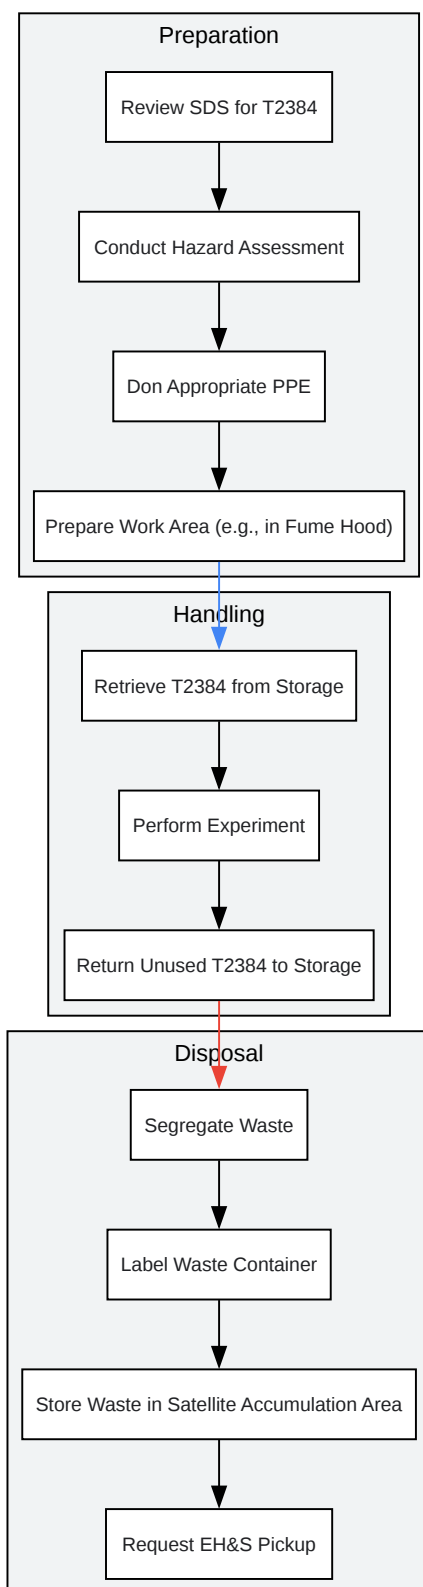 Preparation
Review SDS for T2384
Conduct Hazard Assessment
Don Appropriate PPE
Prepare Work Area (e.g., in Fume Hood)
Handling
Retrieve T2384 from Storage
Perform Experiment
Return Unused T2384 to Storage
Disposal
Segregate Waste
Label Waste Container
Store Waste in Satellite Accumulation Area
Request EH&S Pickup